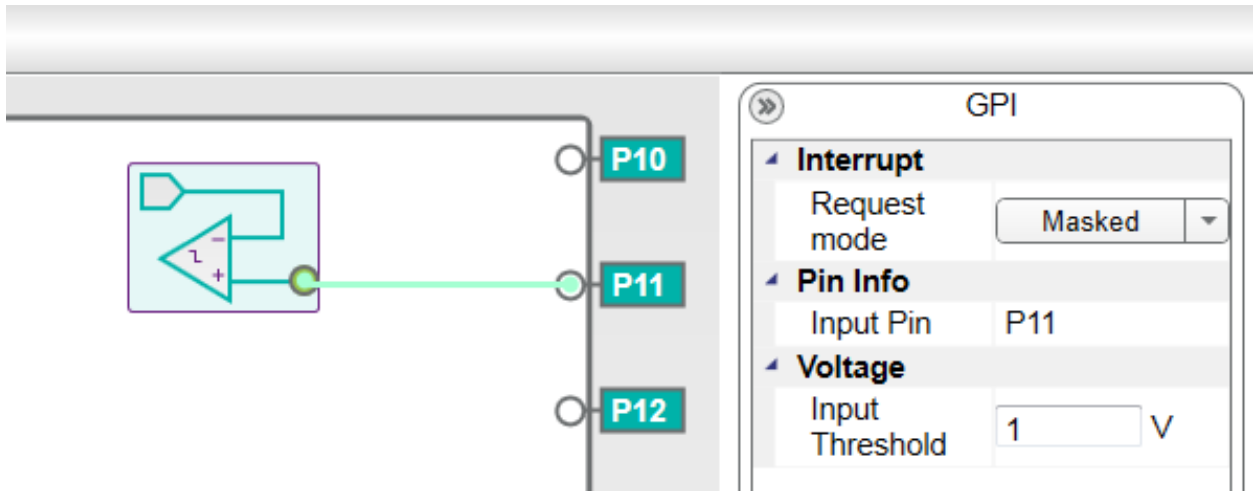 GPI
P10
Interrupt
Request
mode
Masked
P11
Pin Info
Input Pin P11
Voltage
P12
Input
Threshold
1 V